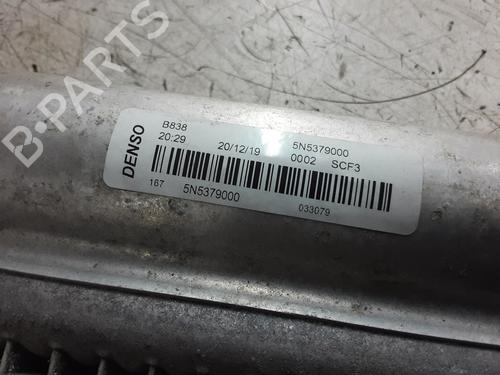 B-PARTS
DENSO
B838
20:29 20/12/19 5N5379000
0002 SCF3
167 5N5379000 033079